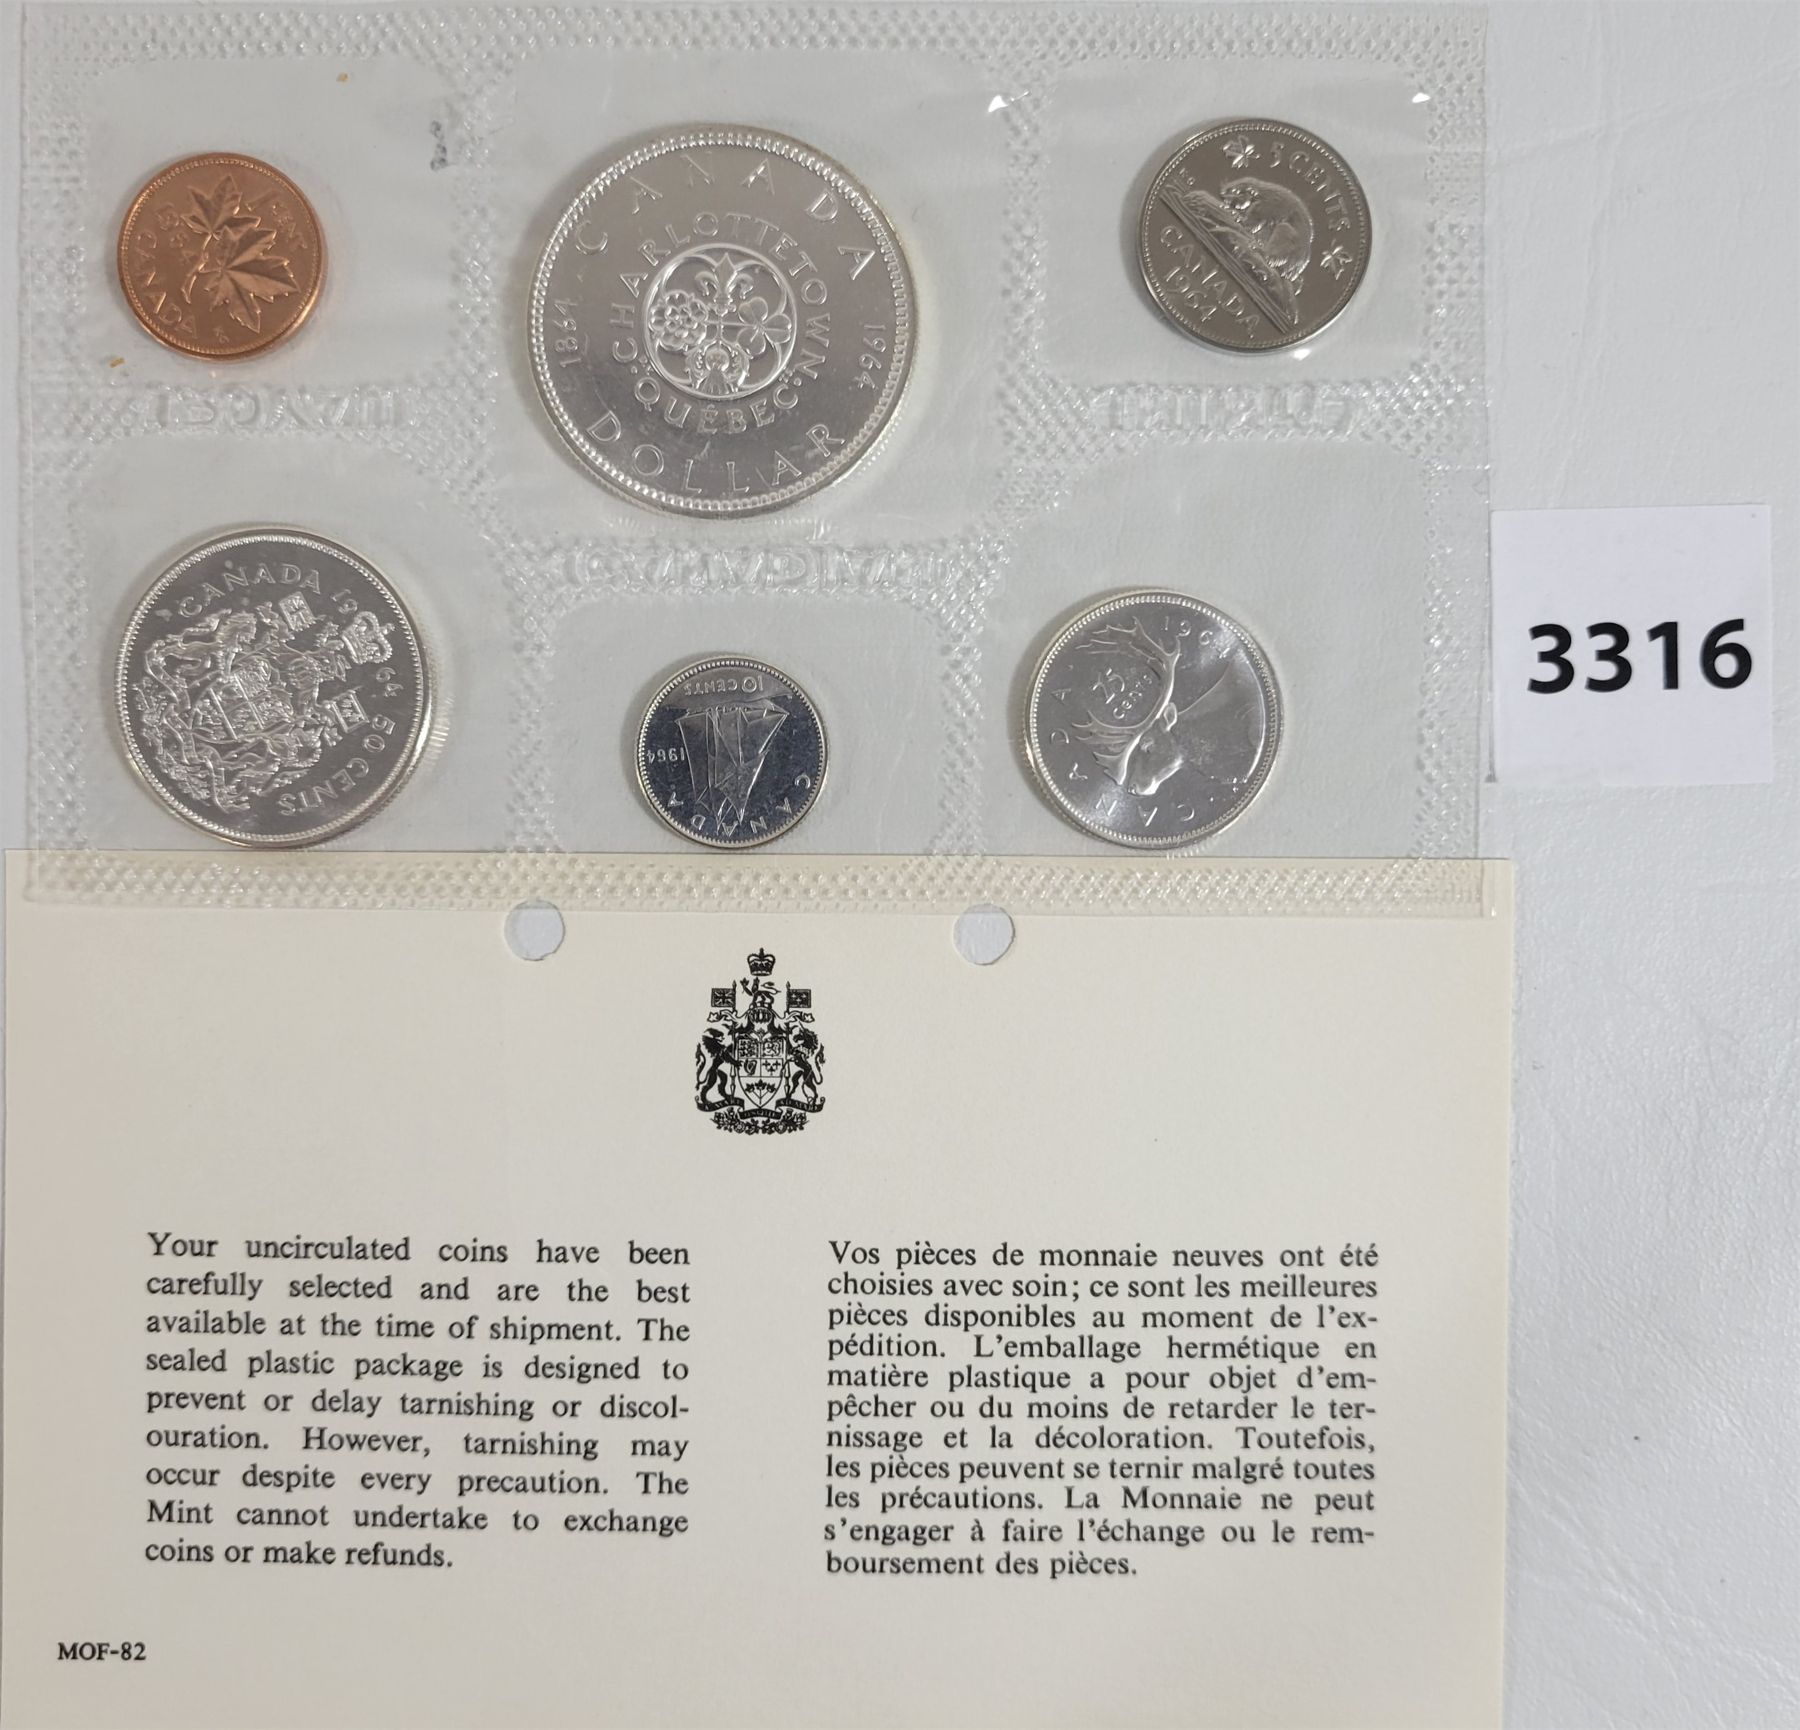 1 CENT
1964
CANADA
CANADA
1864
1964
CHARLOTTETOWN
QUÉBEC
DOLLAR
5 CENTS
CANADA
1964
CANADA 1964 50 CENTS
10 CENTS
1964
CANADA
1964
25
Cents
CANADA
3316
Your uncirculated coins have been
carefully selected and are the best
available at the time of shipment. The
sealed plastic package is designed to
prevent or delay tarnishing or discol-
ouration. However, tarnishing may
occur despite every precaution. The
Mint cannot undertake to exchange
coins or make refunds.
Vos pièces de monnaie neuves ont été
choisies avec soin; ce sont les meilleures
pièces disponibles au moment de l'ex-
pédition. L'emballage hermétique en
matière plastique a pour objet d'em-
pêcher ou du moins de retarder le ter-
nissage et la décoloration. Toutefois,
les pièces peuvent se ternir malgré toutes
les précautions. La Monnaie ne peut
s'engager à faire l'échange ou le rem-
boursement des pièces.
MOF-82